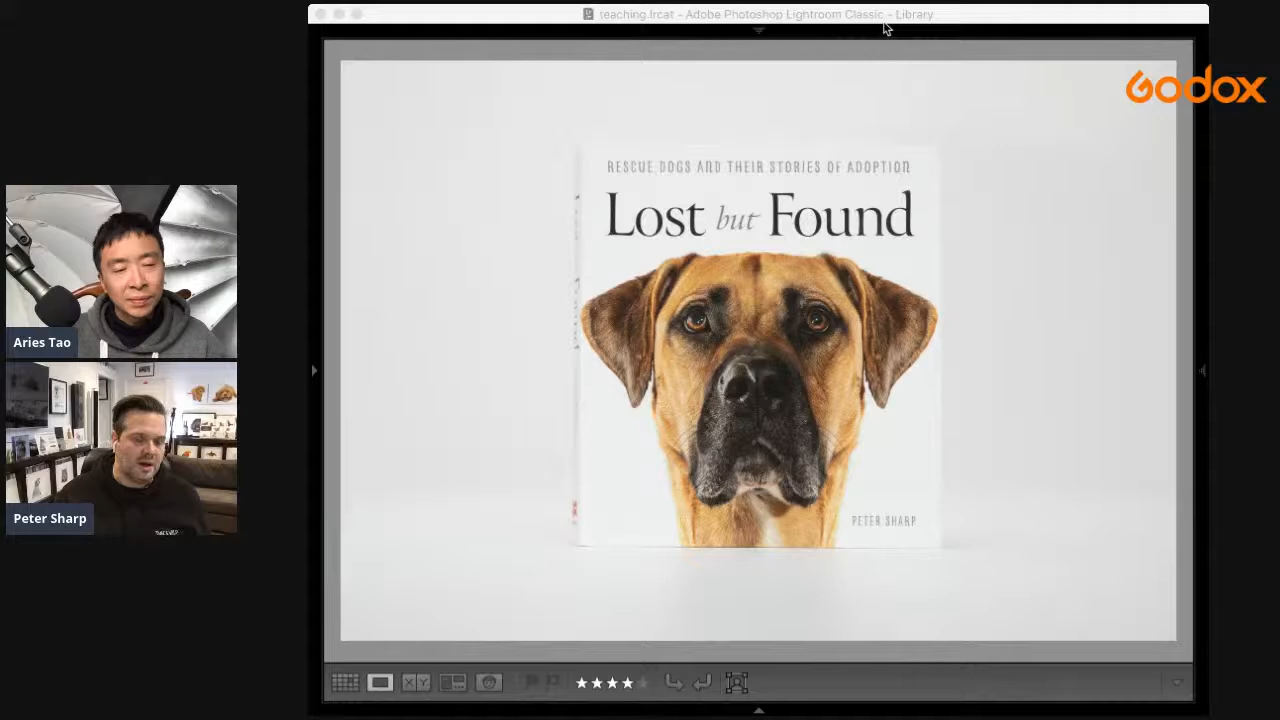 teaching.lrcat - Adobe Photoshop Lightroom Classic - Library
Godox
RESCUE DOGS AND THEIR STORIES OF ADOPTION
Lost but Found
PETER SHARP
Aries Tao
Peter Sharp
XY